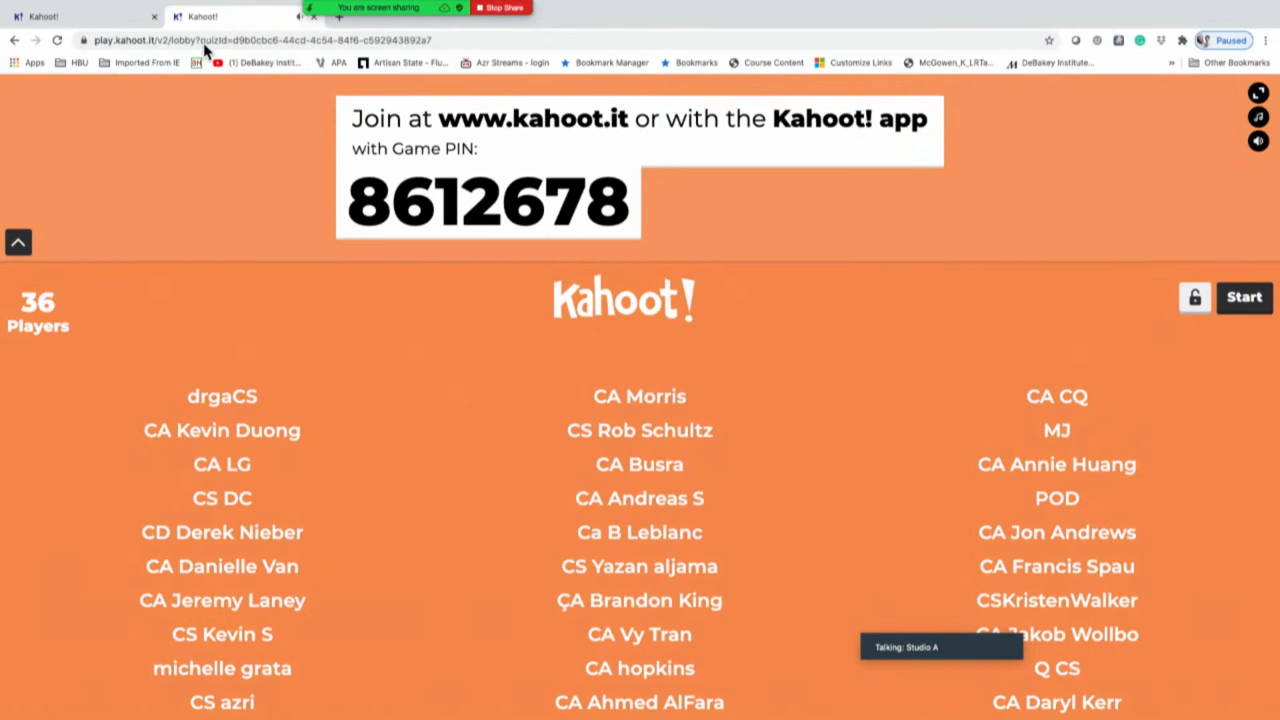 Kahoot!
Kahoot!
You are screen sharing
Stop Share
play.kahoot.it/v2/lobby?quizId=d9b0cbc6-44cd-4c54-84f6-c592943892a7
Paused
Apps
HBU
Imported From IE
BH
(1) DeBakey Instit...
APA
Artisan State - Flu...
Azr Streams - login
Bookmark Manager
Bookmarks
Course Content
Customize Links
McGowen_K_LRTa...
DeBakey Institute...
»
Other Bookmarks
Join at www.kahoot.it or with the Kahoot! app
with Game PIN:
8612678
36
Players
Kahoot!
Start
drgaCS
CA Morris
CA CQ
CA Kevin Duong
CS Rob Schultz
MJ
CA LG
CA Busra
CA Annie Huang
CS DC
CA Andreas S
POD
CD Derek Nieber
Ca B Leblanc
CA Jon Andrews
CA Danielle Van
CS Yazan aljama
CA Francis Spau
CA Jeremy Laney
ÇA Brandon King
CSKristenWalker
CS Kevin S
CA Vy Tran
CA Jakob Wollbo
Talking: Studio A
michelle grata
CA hopkins
Q CS
CS azri
CA Ahmed AlFara
CA Daryl Kerr